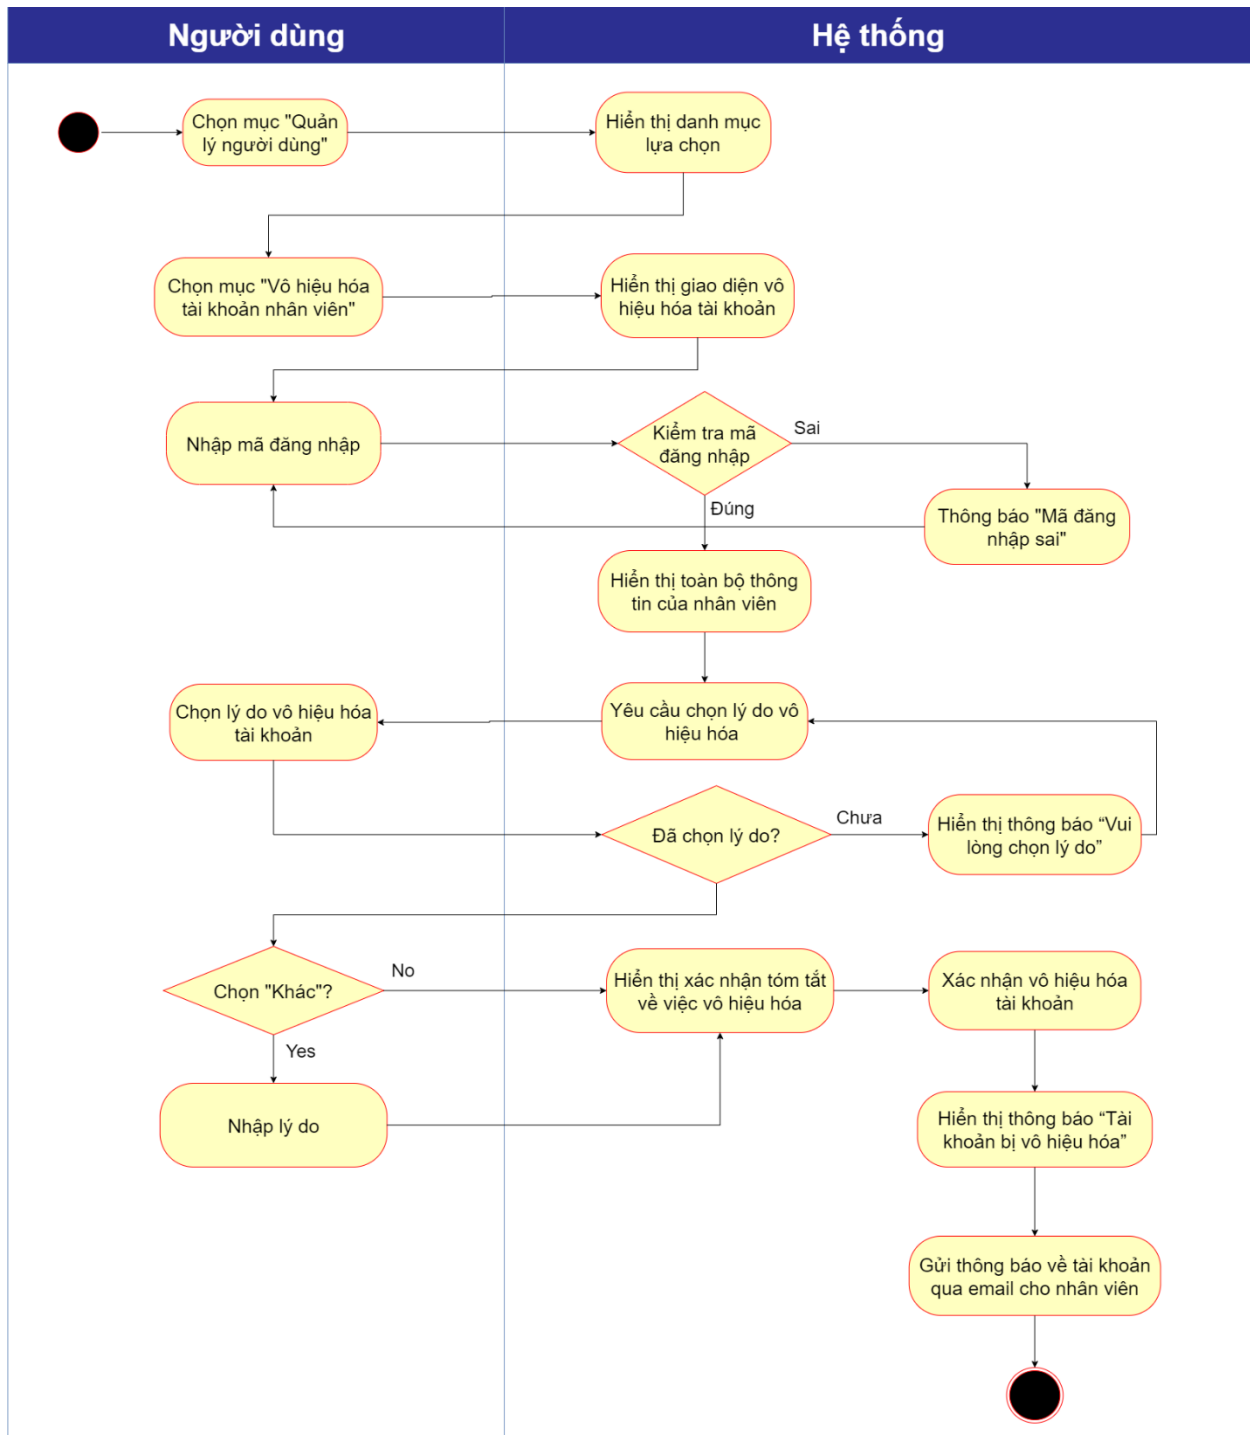 Người dùng
Hệ thống
Chọn mục "Quản
lý người dùng"
Hiển thị danh mục
lựa chọn
Chọn mục "Vô hiệu hóa
tài khoản nhân viên"
Hiển thị giao diện vô
hiệu hóa tài khoản
Nhập mã đăng nhập
Kiểm tra mã
đăng nhập
Sai
Đúng
Thông báo "Mã đăng
nhập sai"
Hiển thị toàn bộ thông
tin của nhân viên
Chọn lý do vô hiệu hóa
tài khoản
Yêu cầu chọn lý do vô
hiệu hóa
Đã chọn lý do?
Chưa
Hiển thị thông báo “Vui
lòng chọn lý do”
Chọn "Khác"?
No
Yes
Hiển thị xác nhận tóm tắt
về việc vô hiệu hóa
Xác nhận vô hiệu hóa
tài khoản
Nhập lý do
Hiển thị thông báo “Tài
khoản bị vô hiệu hóa”
Gửi thông báo về tài khoản
qua email cho nhân viên